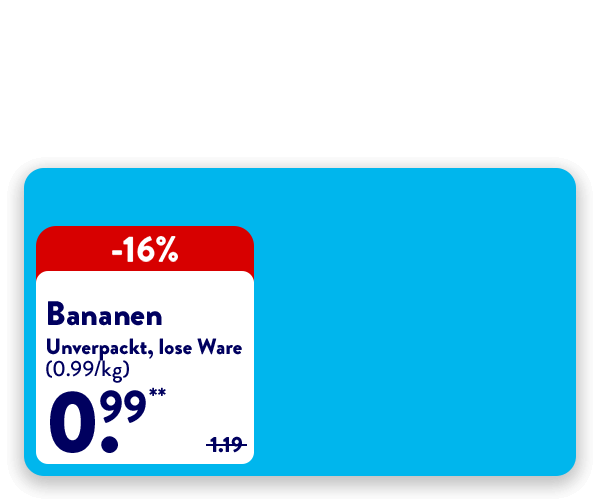 -16%
Bananen
Unverpackt, lose Ware
(0.99/kg)
0.99**
1.19